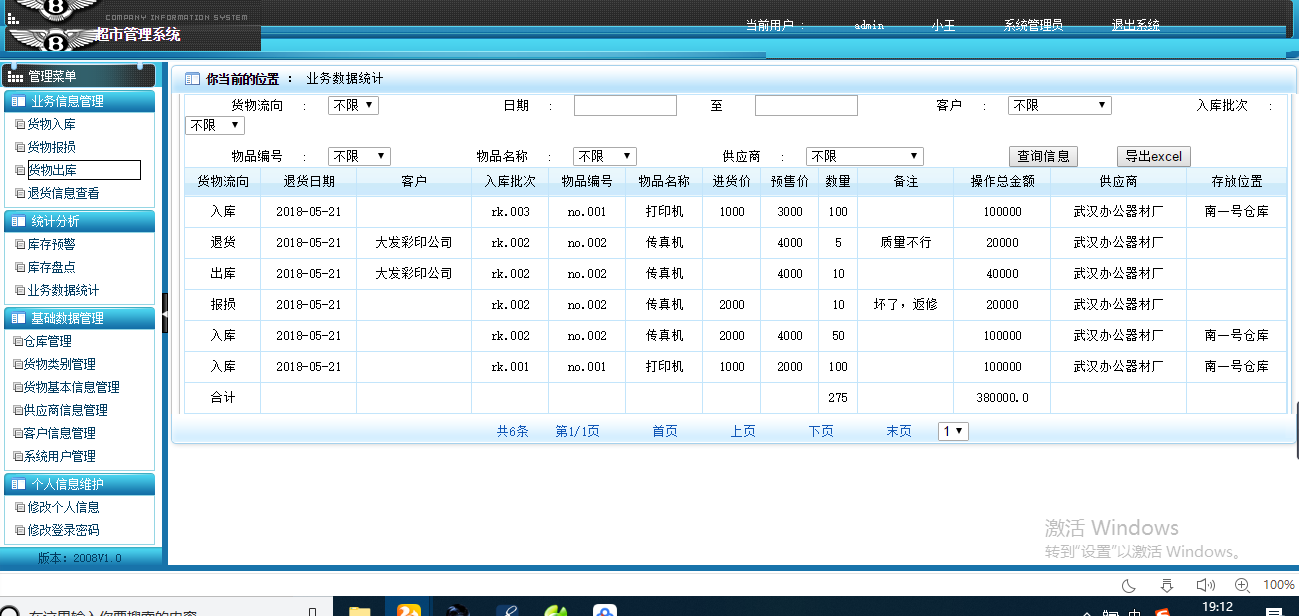 COMPANY INFORMATION SYSTEM
超市管理系统
当前用户： admin 小王 系统管理员 退出系统
管理菜单
业务信息管理
货物入库
货物报损
货物出库
退货信息查看
统计分析
库存预警
库存盘点
业务数据统计
基础数据管理
仓库管理
货物类别管理
货物基本信息管理
供应商信息管理
客户信息管理
系统用户管理
个人信息维护
修改个人信息
修改登录密码
版本：2008V1.0
你当前的位置： 业务数据统计
货物流向 ： 不限 日期 ： 至 客户 ： 不限 入库批次 ：
不限
物品编号 ： 不限 物品名称 ： 不限 供应商 ： 不限 查询信息 导出excel
货物流向 退货日期 客户 入库批次 物品编号 物品名称 进货价 预售价 数量 备注 操作总金额 供应商 存放位置
入库 2018-05-21 rk.003 no.001 打印机 1000 3000 100 100000 武汉办公器材厂 南一号仓库
退货 2018-05-21 大发彩印公司 rk.002 no.002 传真机 4000 5 质量不行 20000 武汉办公器材厂
出库 2018-05-21 大发彩印公司 rk.002 no.002 传真机 4000 10 40000 武汉办公器材厂
报损 2018-05-21 rk.002 no.002 传真机 2000 10 坏了，返修 20000 武汉办公器材厂
入库 2018-05-21 rk.002 no.002 传真机 2000 4000 50 100000 武汉办公器材厂 南一号仓库
入库 2018-05-21 rk.001 no.001 打印机 1000 2000 100 100000 武汉办公器材厂 南一号仓库
合计 275 380000.0
共6条 第1/1页 首页 上页 下页 末页 1
激活 Windows
转到"设置"以激活 Windows。
100%
在这里输入你要搜索的内容
中 19:12